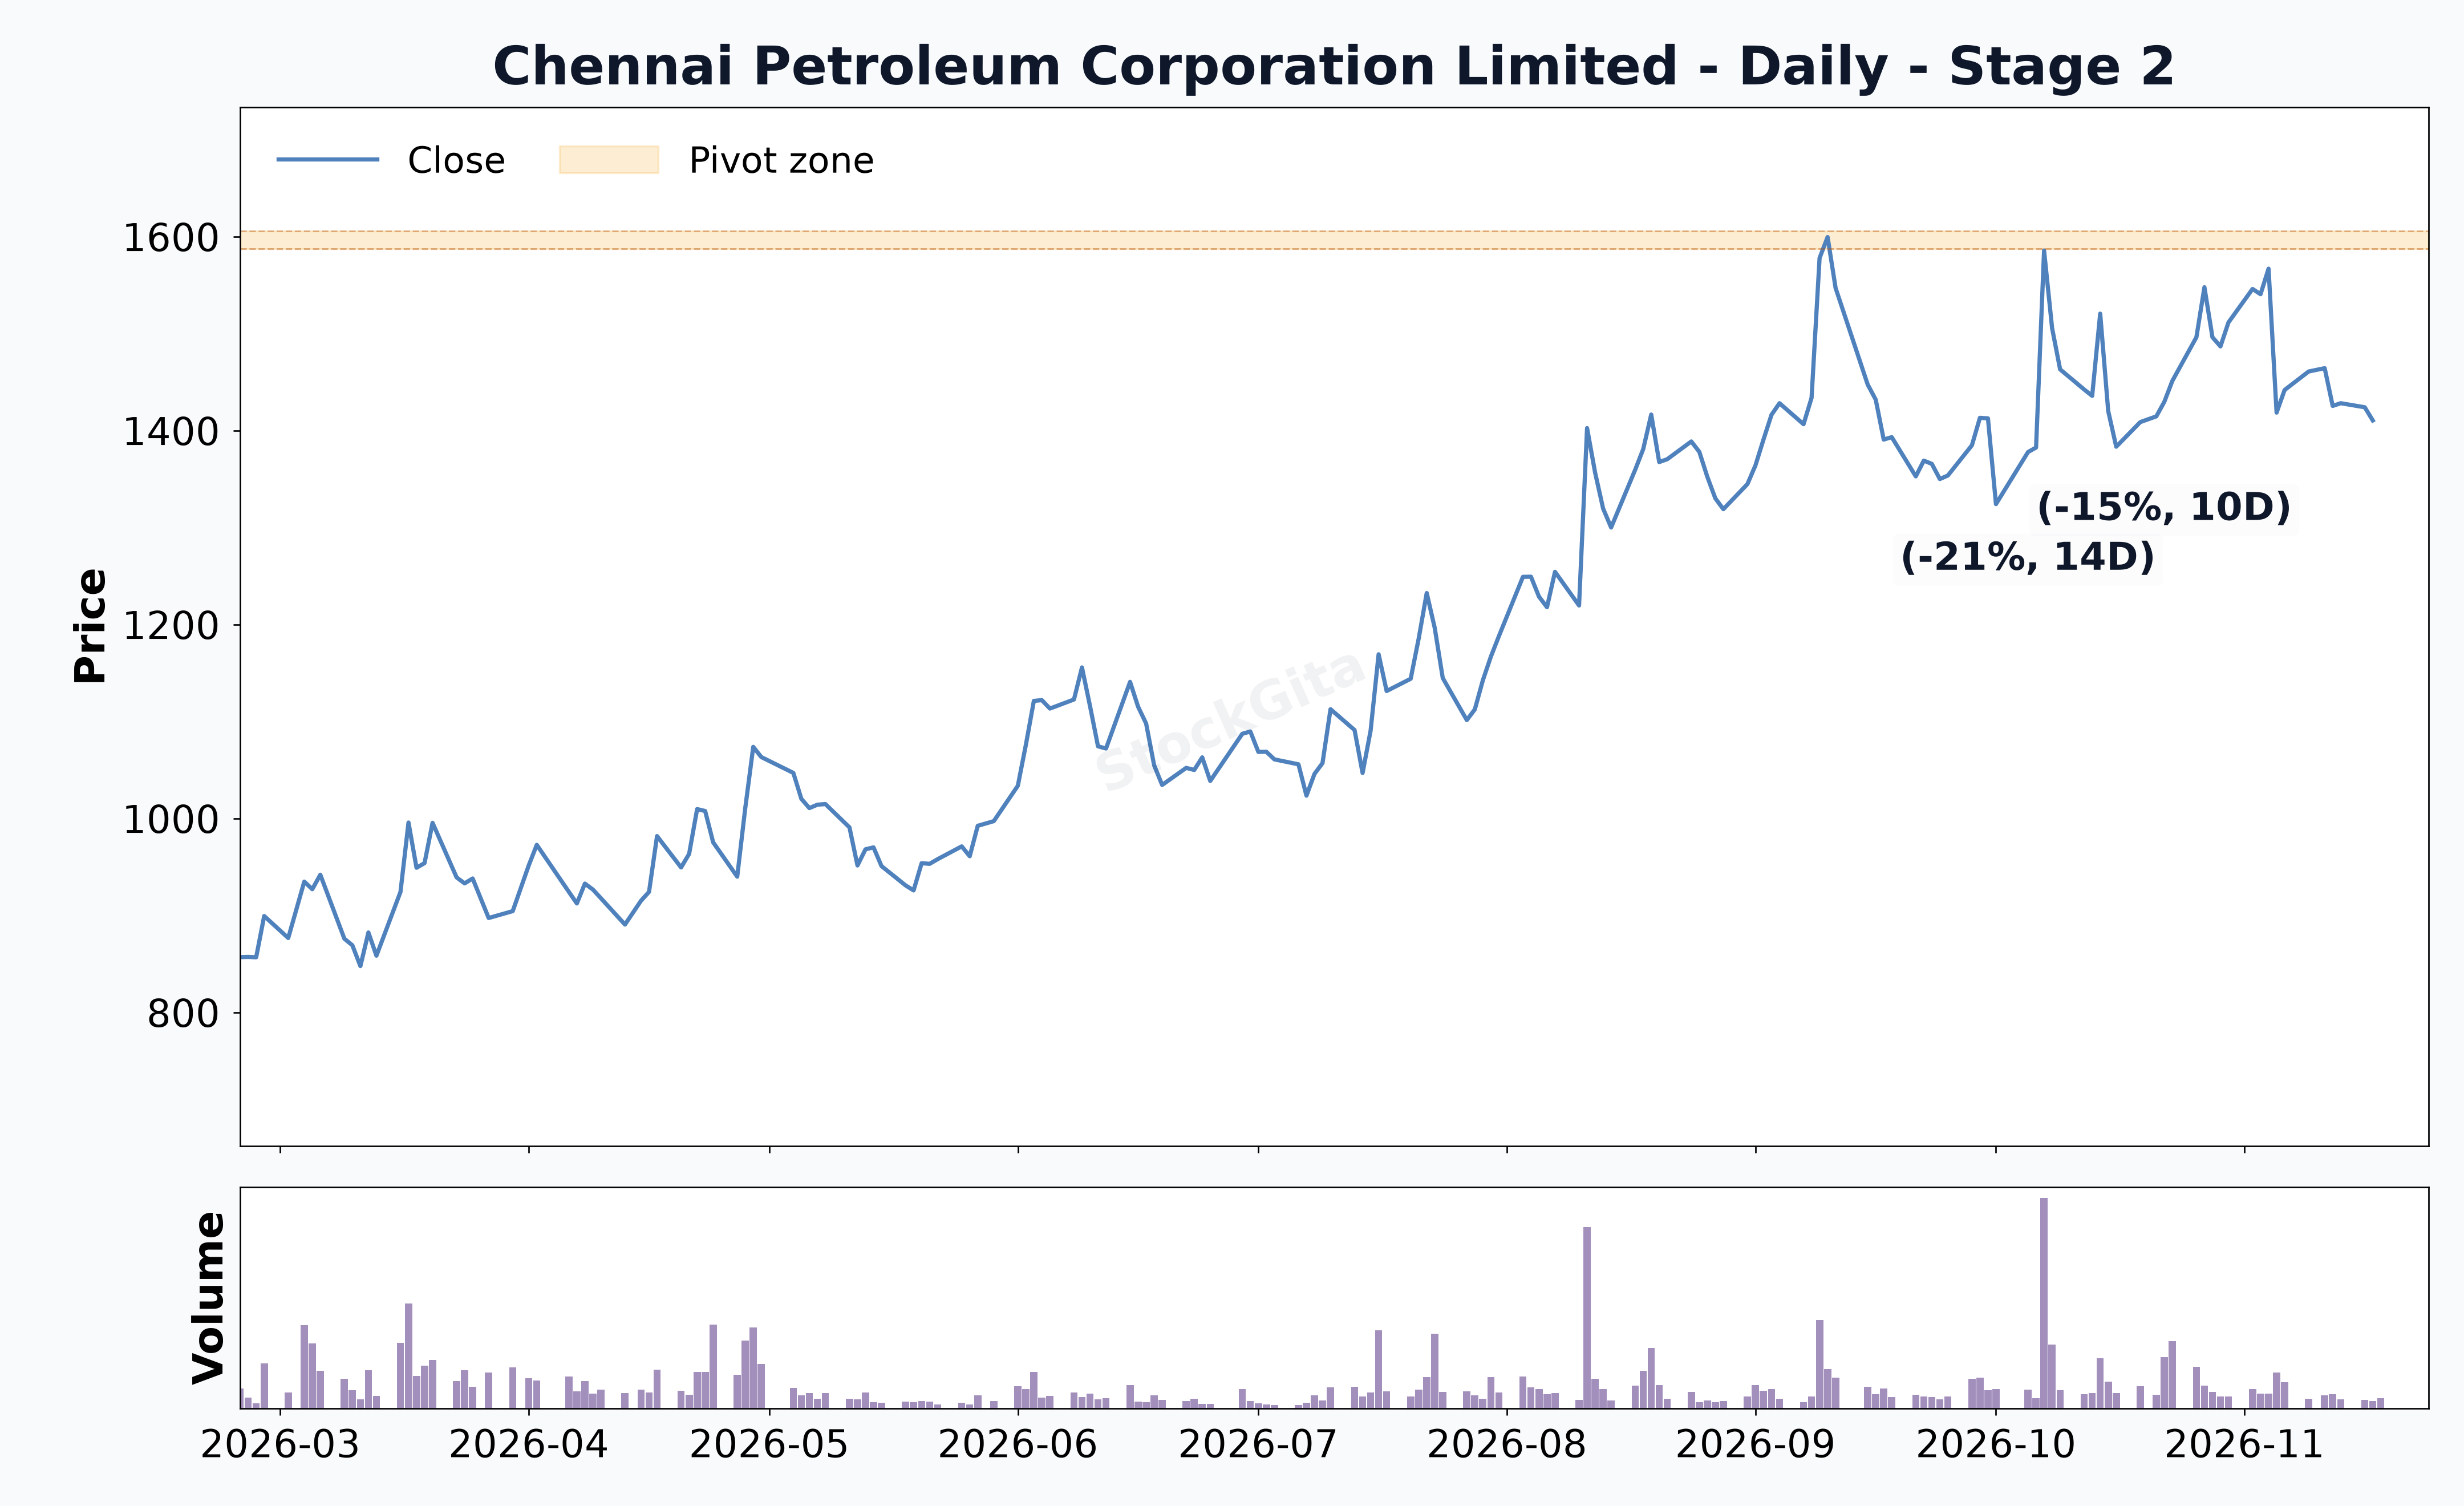 Chennai Petroleum Corporation Limited - Daily - Stage 2
Close
Pivot zone
1600
1400
1200
1000
800
Price
(-15%, 10D)
(-21%, 14D)
StockGita
Volume
2026-03
2026-04
2026-05
2026-06
2026-07
2026-08
2026-09
2026-10
2026-11